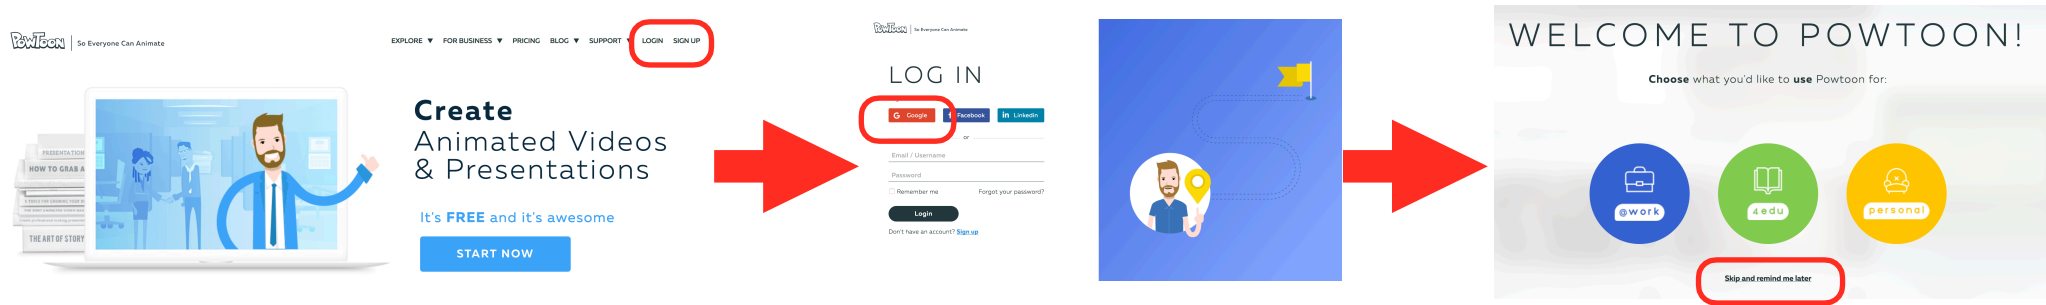 POWTOON So Everyone Can Animate
EXPLORE ▼ FOR BUSINESS ▼ PRICING BLOG ▼ SUPPORT ▼ LOGIN SIGN UP
PRESENTATION
HOW TO GRAB A
THE ART OF STORY
Create
Animated Videos
& Presentations
It's FREE and it's awesome
START NOW
POWTOON So Everyone Can Animate
LOG IN
G Google f Facebook in Linkedin
or
Email / Username
Password
Remember me Forgot your password?
Login
Don't have an account? Sign up
WELCOME TO POWTOON!
Choose what you'd like to use Powtoon for:
@work
4edu
personal
Skip and remind me later